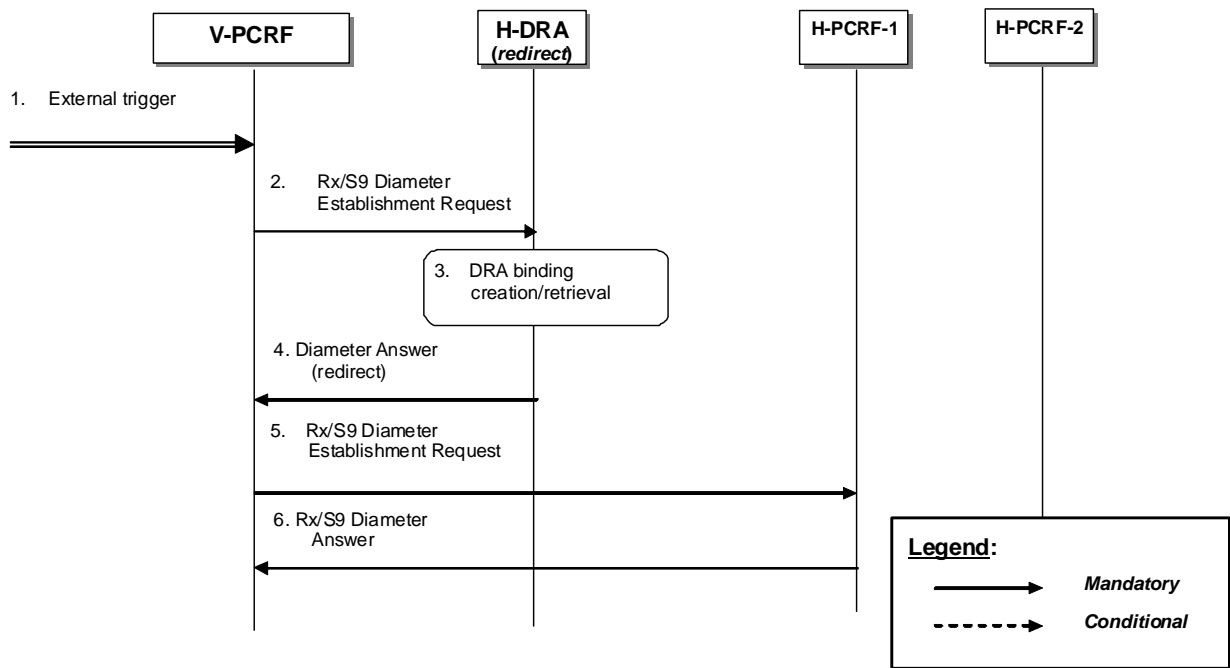 V-PCRF
H-DRA
(redirect)
H-PCRF-1
H-PCRF-2
1. External trigger
2. Rx/S9 Diameter
Establishment Request
3. DRA binding
creation/retrieval
4. Diameter Answer
(redirect)
5. Rx/S9 Diameter
Establishment Request
6. Rx/S9 Diameter
Answer
Legend:
Mandatory
Conditional